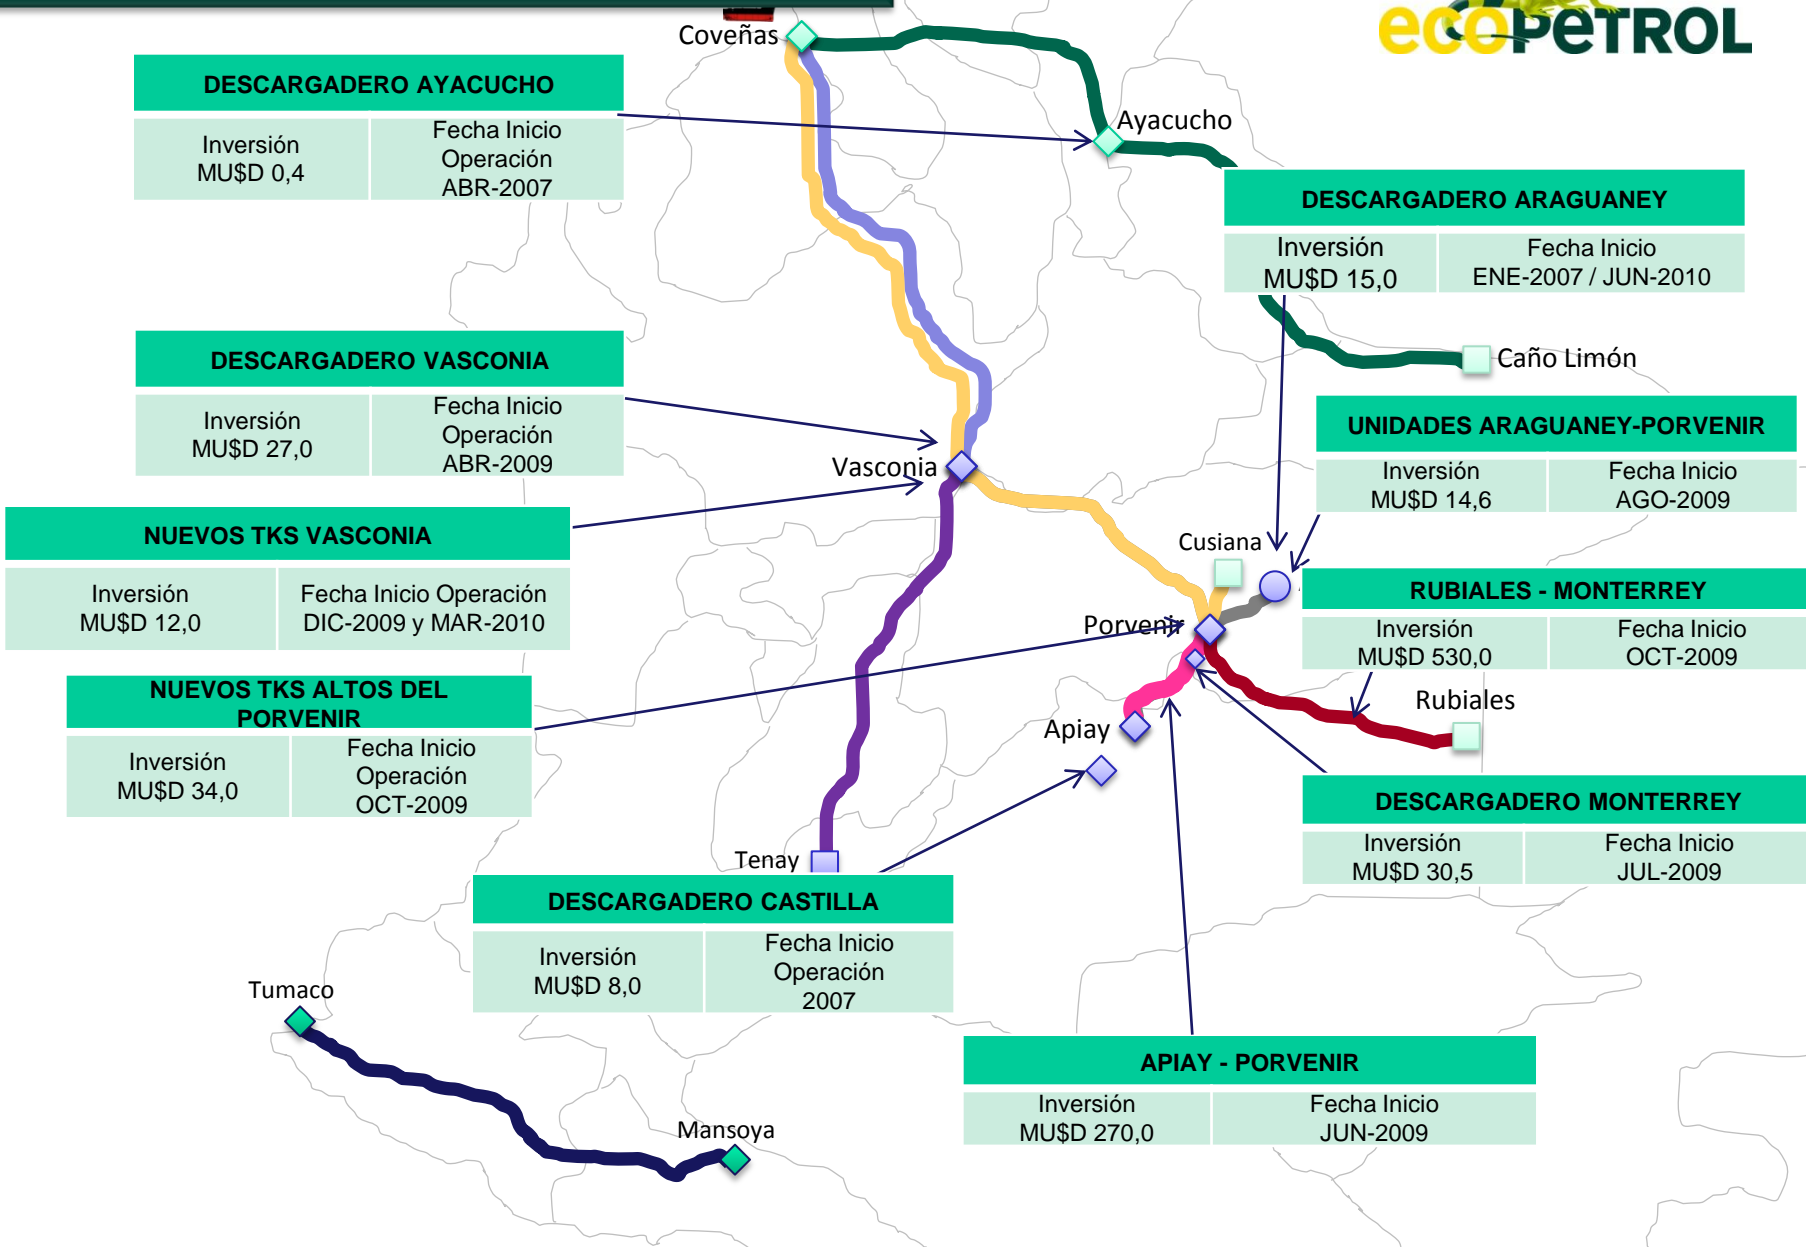 ecoPETROL
Coveñas
DESCARGADERO AYACUCHO
Inversión
MU$D 0,4
Fecha Inicio
Operación
ABR-2007
Ayacucho
DESCARGADERO ARAGUANEY
Inversión
MU$D 15,0
Fecha Inicio
ENE-2007 / JUN-2010
Caño Limón
DESCARGADERO VASCONIA
Inversión
MU$D 27,0
Fecha Inicio
Operación
ABR-2009
UNIDADES ARAGUANEY-PORVENIR
Inversión
MU$D 14,6
Fecha Inicio
AGO-2009
Vasconia
NUEVOS TKS VASCONIA
Inversión
MU$D 12,0
Fecha Inicio Operación
DIC-2009 y MAR-2010
Cusiana
RUBIALES - MONTERREY
Inversión
MU$D 530,0
Fecha Inicio
OCT-2009
Porvenir
NUEVOS TKS ALTOS DEL
PORVENIR
Inversión
MU$D 34,0
Fecha Inicio
Operación
OCT-2009
Rubiales
Apiay
DESCARGADERO MONTERREY
Inversión
MU$D 30,5
Fecha Inicio
JUL-2009
Tenay
DESCARGADERO CASTILLA
Inversión
MU$D 8,0
Fecha Inicio
Operación
2007
Tumaco
APIAY - PORVENIR
Inversión
MU$D 270,0
Fecha Inicio
JUN-2009
Mansoya